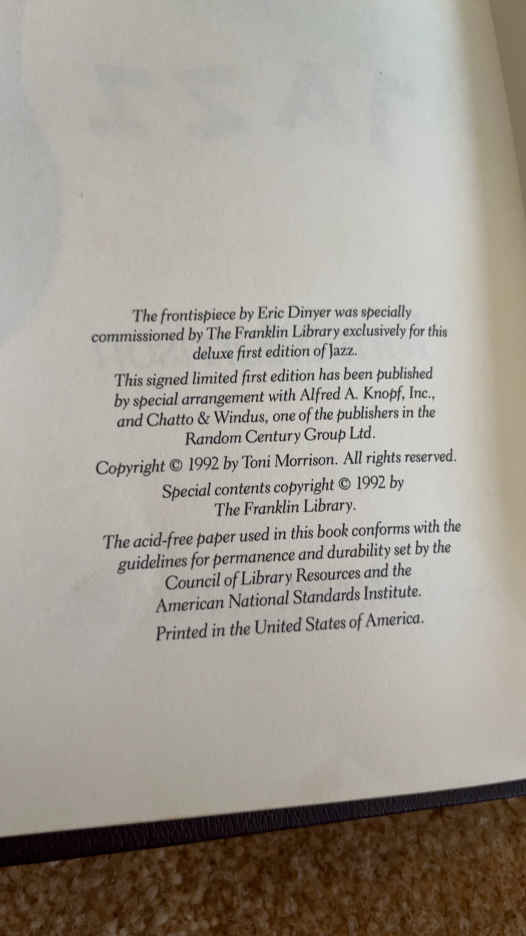 The frontispiece by Eric Dinyer was specially
commissioned by The Franklin Library exclusively for this
deluxe first edition of Jazz.
This signed limited first edition has been published
by special arrangement with Alfred A. Knopf, Inc.,
and Chatto & Windus, one of the publishers in the
Random Century Group Ltd.
Copyright © 1992 by Toni Morrison. All rights reserved.
Special contents copyright © 1992 by
The Franklin Library.
The acid-free paper used in this book conforms with the
guidelines for permanence and durability set by the
Council of Library Resources and the
American National Standards Institute.
Printed in the United States of America.